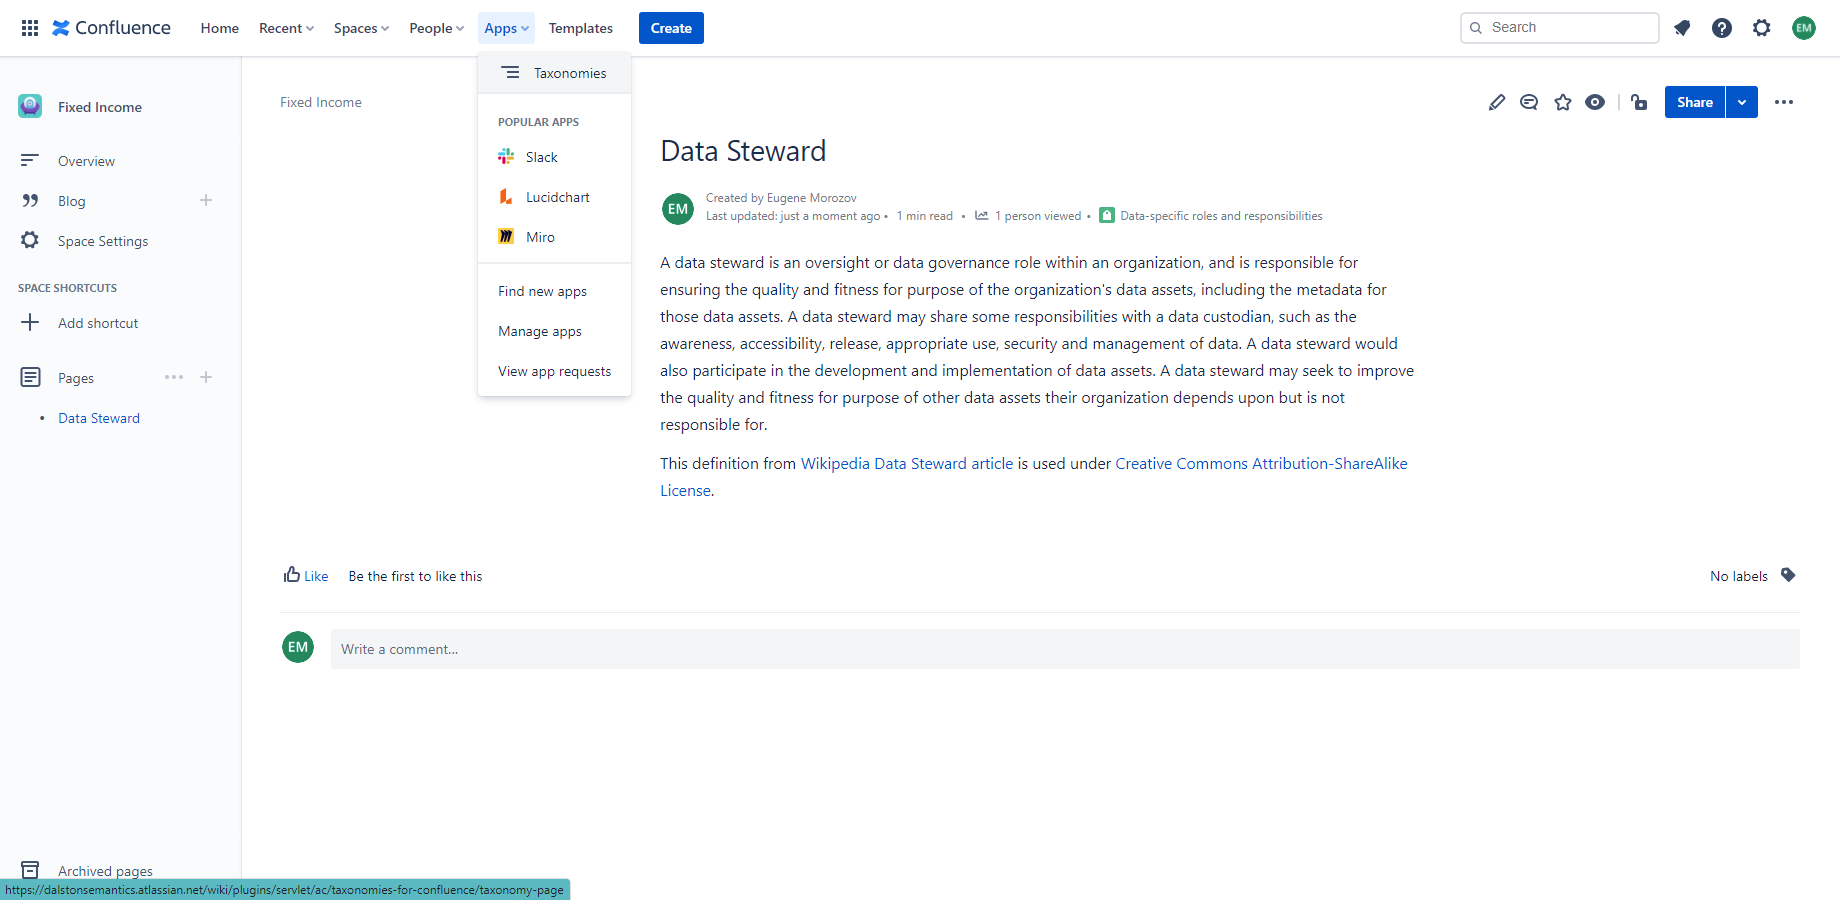 Confluence
Home
Recent
Spaces
People
Apps
Templates
Create
Search
EM
Taxonomies
POPULAR APPS
Slack
Lucidchart
Miro
Find new apps
Manage apps
View app requests
Fixed Income
Overview
Blog
Space Settings
SPACE SHORTCUTS
Add shortcut
Pages
Data Steward
Archived pages
Fixed Income
Share
Data Steward
EM
Created by Eugene Morozov
Last updated: just a moment ago • 1 min read • 1 person viewed • Data-specific roles and responsibilities
A data steward is an oversight or data governance role within an organization, and is responsible for
ensuring the quality and fitness for purpose of the organization's data assets, including the metadata for
those data assets. A data steward may share some responsibilities with a data custodian, such as the
awareness, accessibility, release, appropriate use, security and management of data. A data steward would
also participate in the development and implementation of data assets. A data steward may seek to improve
the quality and fitness for purpose of other data assets their organization depends upon but is not
responsible for.
This definition from Wikipedia Data Steward article is used under Creative Commons Attribution-ShareAlike
License.
Like
Be the first to like this
No labels
EM
Write a comment...
https://dalstonsemantics.atlassian.net/wiki/plugins/servlet/ac/taxonomies-for-confluence/taxonomy-page